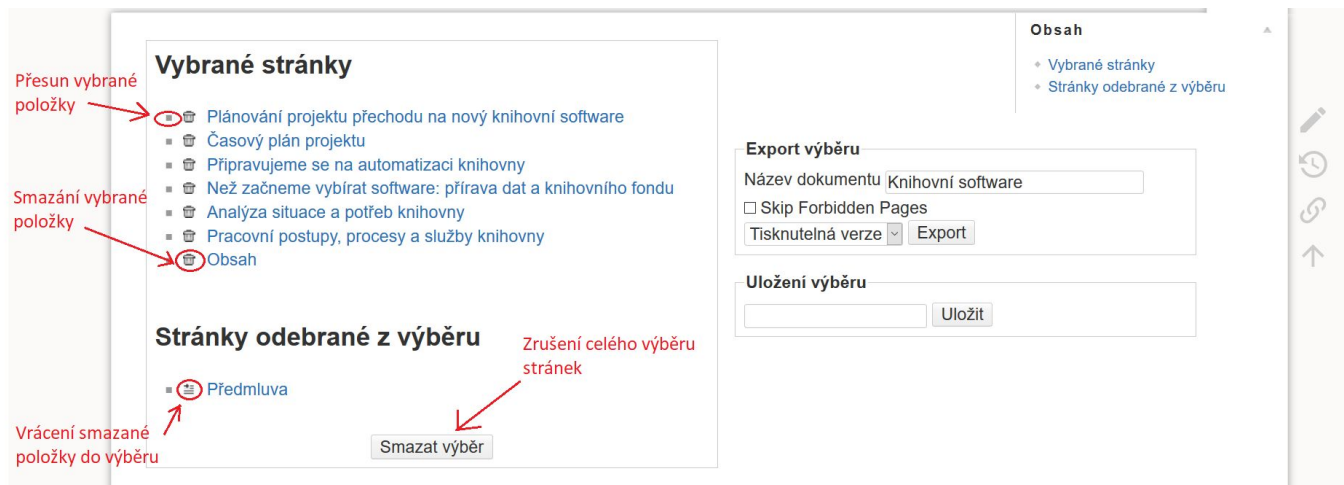 Obsah
Vybrané stránky
Stránky odebrané z výběru
Vybrané stránky
Přesun vybrané
položky
Plánování projektu přechodu na nový knihovní software
Časový plán projektu
Připravujeme se na automatizaci knihovny
Než začneme vybírat software: přírava dat a knihovního fondu
Analýza situace a potřeb knihovny
Pracovní postupy, procesy a služby knihovny
Obsah
Smazání vybrané
položky
Stránky odebrané z výběru
Předmluva
Zrušení celého výběru
stránek
Vrácení smazané
položky do výběru
Smazat výběr
Export výběru
Název dokumentu Knihovní software
Skip Forbidden Pages
Tisknutelná verze Export
Uložení výběru
Uložit